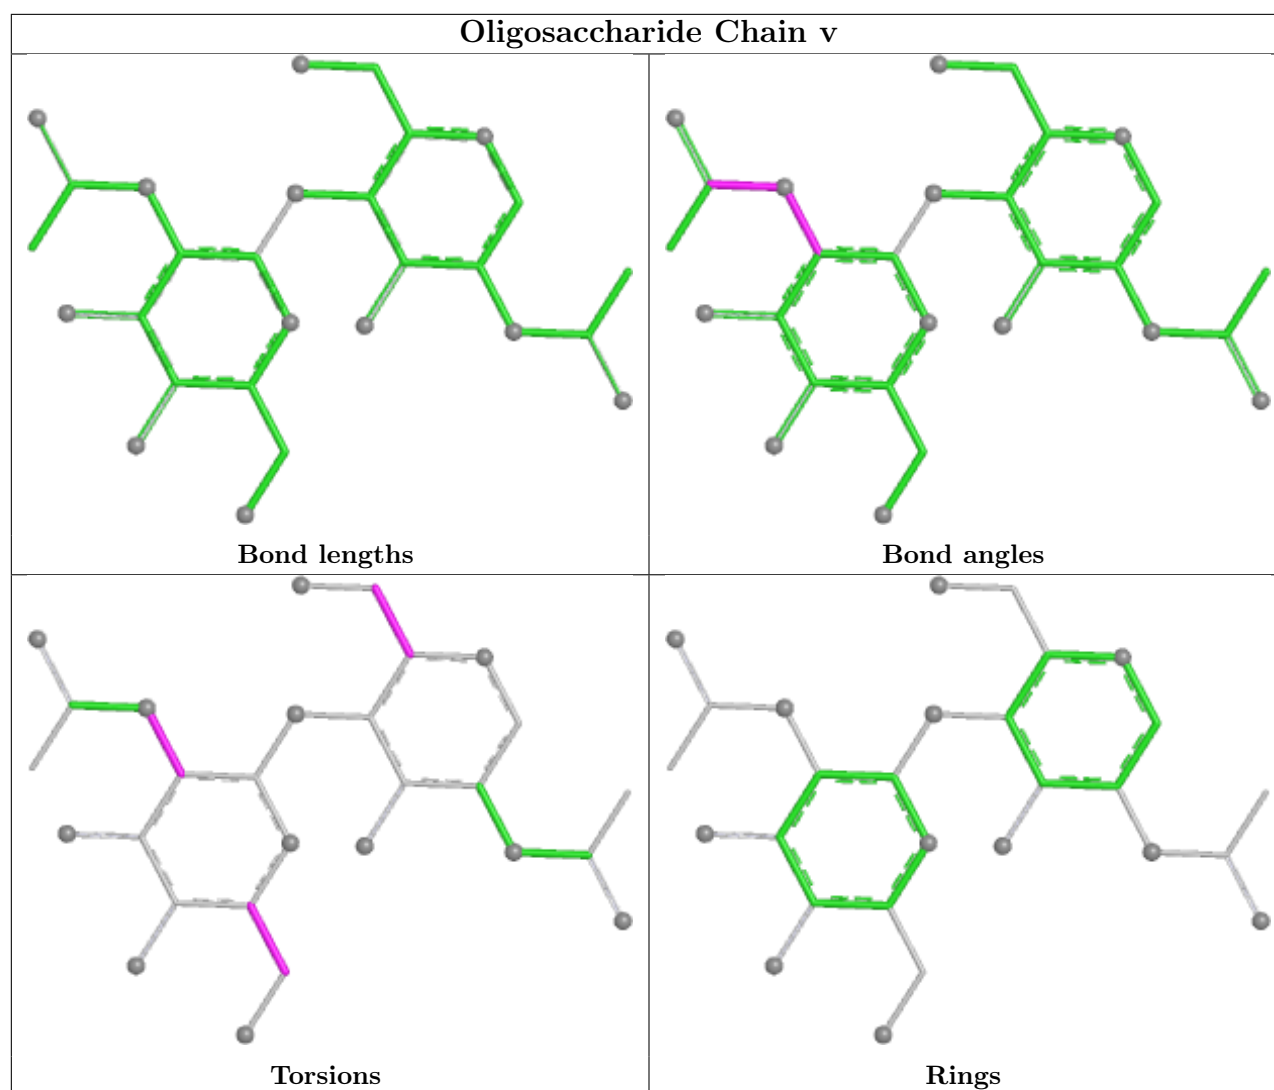 Oligosaccharide Chain v
Bond lengths
Bond angles
Torsions
Rings